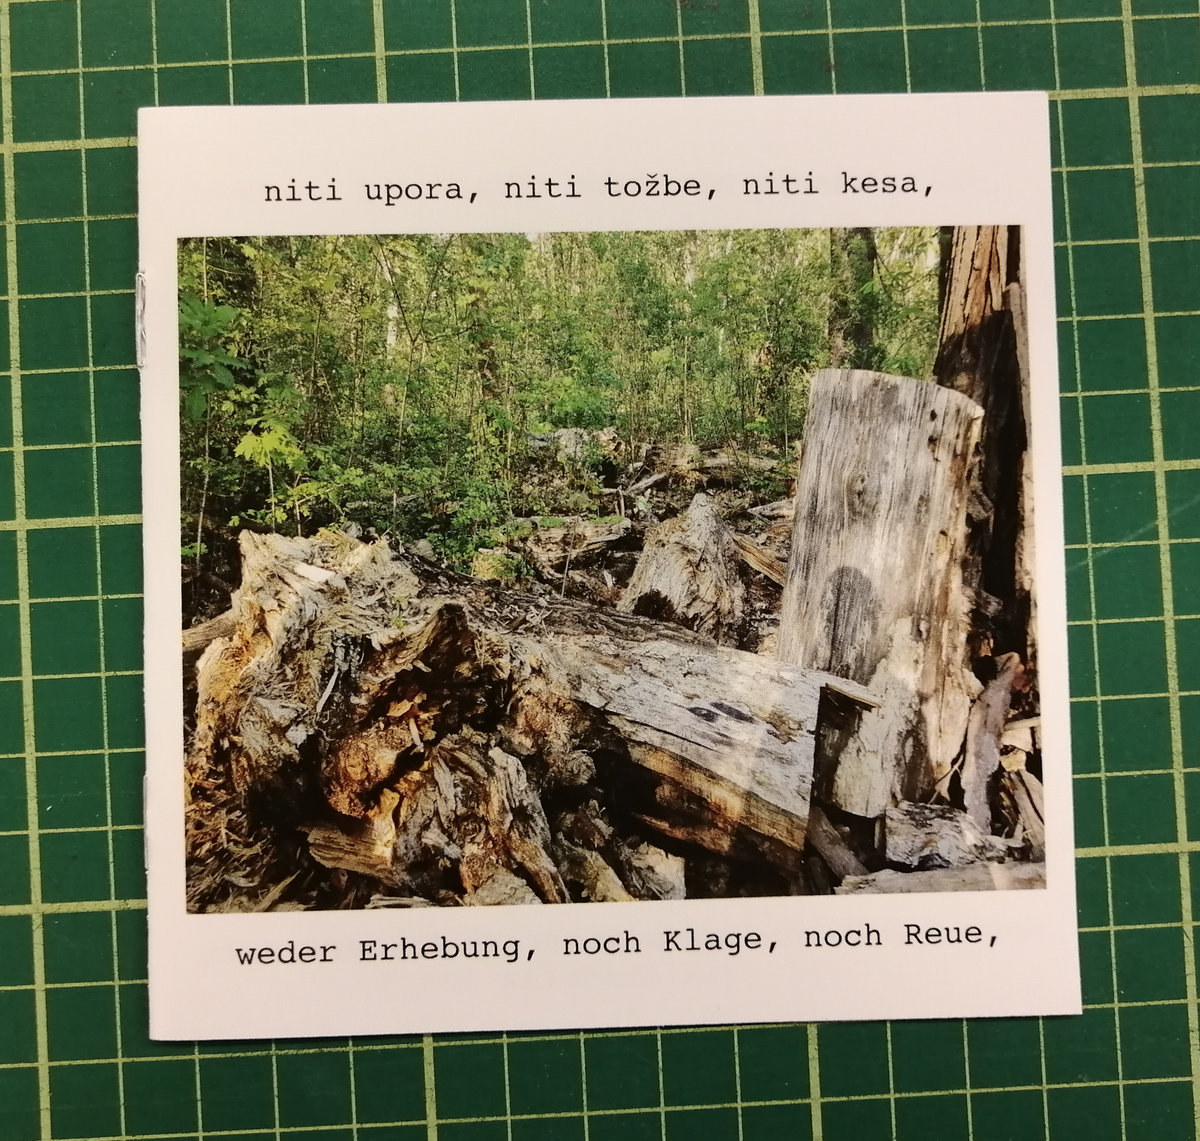 niti upora, niti tožbe, niti kesa,
weder Erhebung, noch Klage, noch Reue,